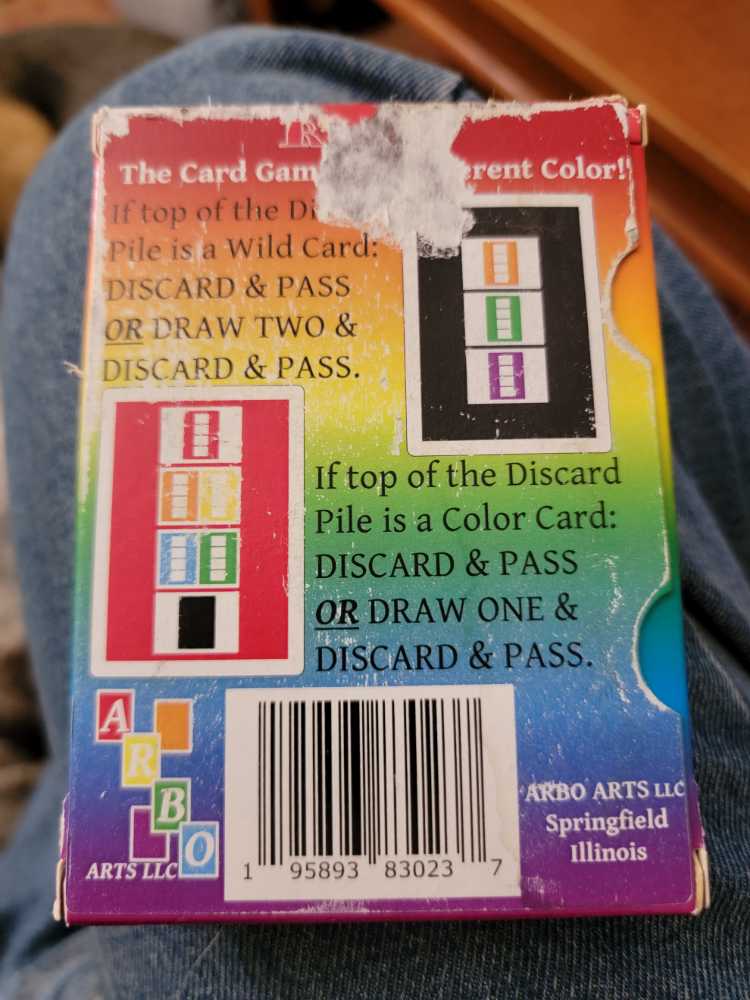 The Card Gam erent Color!
If top of the Di
Pile is a Wild Card:
DISCARD & PASS
OR DRAW TWO &
DISCARD & PASS.
If top of the Discard
Pile is a Color Card:
DISCARD & PASS
OR DRAW ONE &
DISCARD & PASS.
A
R
B
O
ARTS LLC
1 95893 83023 7
ARBO ARTS LLC
Springfield
Illinois